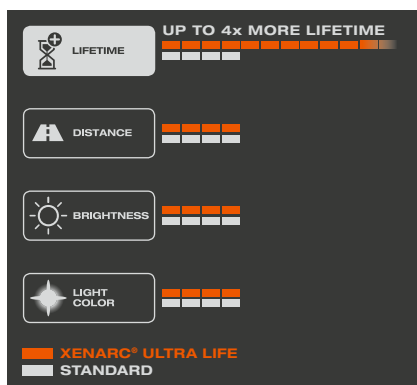 UP TO 4x MORE LIFETIME
LIFETIME
DISTANCE
BRIGHTNESS
LIGHT
COLOR
XENARC® ULTRA LIFE
STANDARD